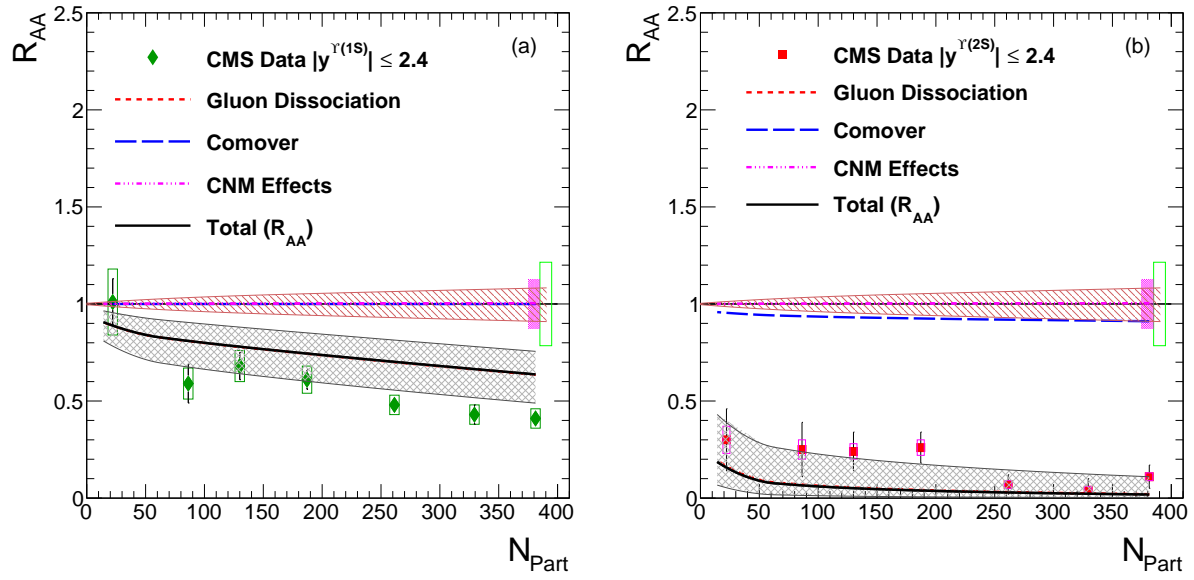 R_AA
2.5
2
1.5
1
0.5
0
(a)
CMS Data |y^ϒ(1S)| ≤ 2.4
Gluon Dissociation
Comover
CNM Effects
Total (R_AA)
0 50 100 150 200 250 300 350 400
N_Part
R_AA
2.5
2
1.5
1
0.5
0
(b)
CMS Data |y^ϒ(2S)| ≤ 2.4
Gluon Dissociation
Comover
CNM Effects
Total (R_AA)
0 50 100 150 200 250 300 350 400
N_Part